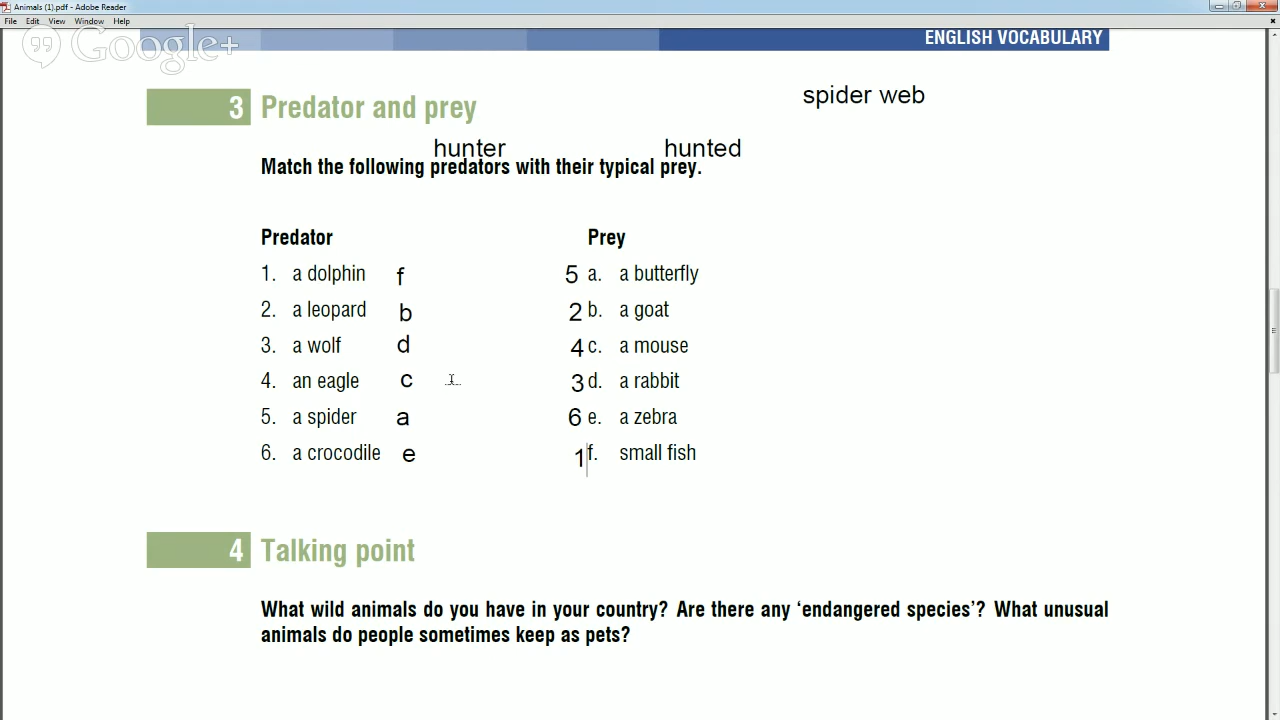 Animals (1).pdf - Adobe Reader
File Edit View Window Help
Google+
ENGLISH VOCABULARY
spider web
3 Predator and prey
hunter hunted
Match the following predators with their typical prey.
Predator Prey
1. a dolphin f 5 a. a butterfly
2. a leopard b 2 b. a goat
3. a wolf d 4 c. a mouse
4. an eagle c 3 d. a rabbit
5. a spider a 6 e. a zebra
6. a crocodile e 1 f. small fish
4 Talking point
What wild animals do you have in your country? Are there any ‘endangered species’? What unusual
animals do people sometimes keep as pets?